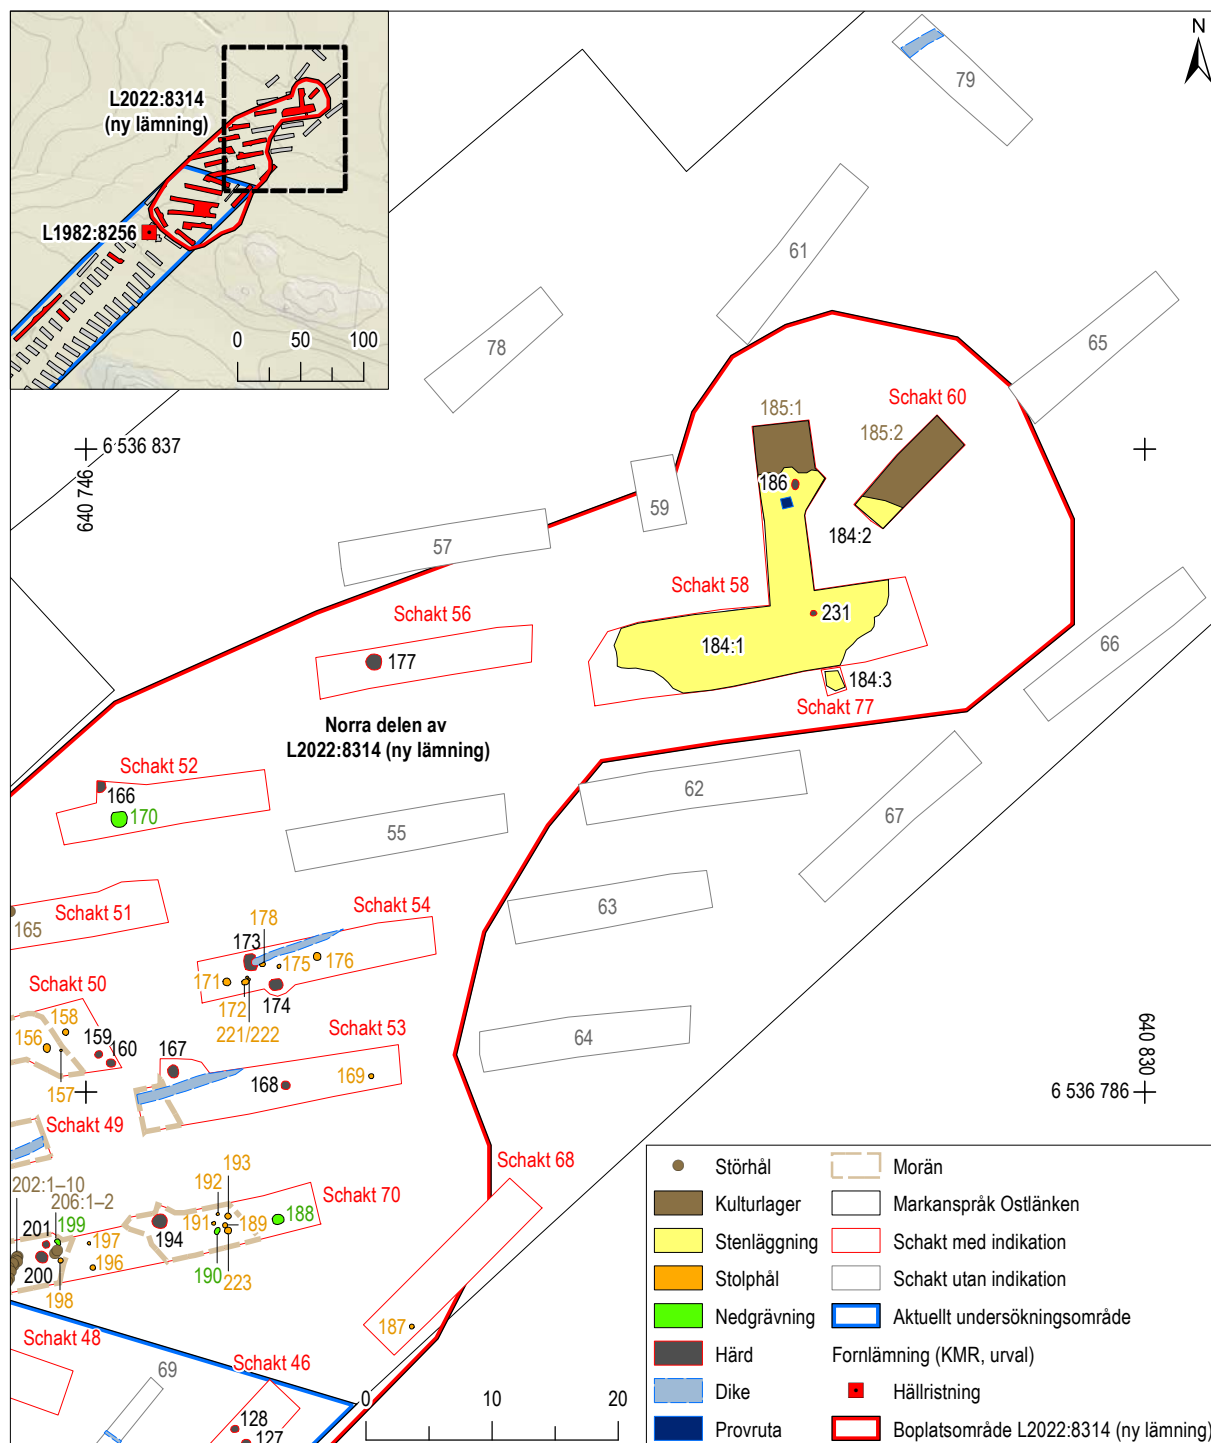 L2022:8314
(ny lämning)
L1982:8256
0 50 100
N
79
61
78
65
Schakt 60
185:1
185:2
6 536 837
640 746
186
59
184:2
57
Schakt 58
231
Schakt 56
184:1
177
184:3
66
Schakt 77
Norra delen av
L2022:8314 (ny lämning)
Schakt 52
166
170
62
55
67
Schakt 51
165
63
178
Schakt 54
173
175
176
171
172
174
221/222
Schakt 50
158
156
159
160
157
167
Schakt 53
168
169
64
640 830
6 536 786
Schakt 49
202:1–10
206:1–2
199
201
197
200
196
198
193
192
191
189
188
194
190
223
Schakt 70
Schakt 68
187
Schakt 48
69
Schakt 46
128
127
0 10 20
Störhål
Kulturlager
Stenläggning
Stolphål
Nedgrävning
Härd
Dike
Provruta
Morän
Markanspråk Ostlänken
Schakt med indikation
Schakt utan indikation
Aktuellt undersökningsområde
Fornlämning (KMR, urval)
Hällristning
Boplatsområde L2022:8314 (ny lämning)